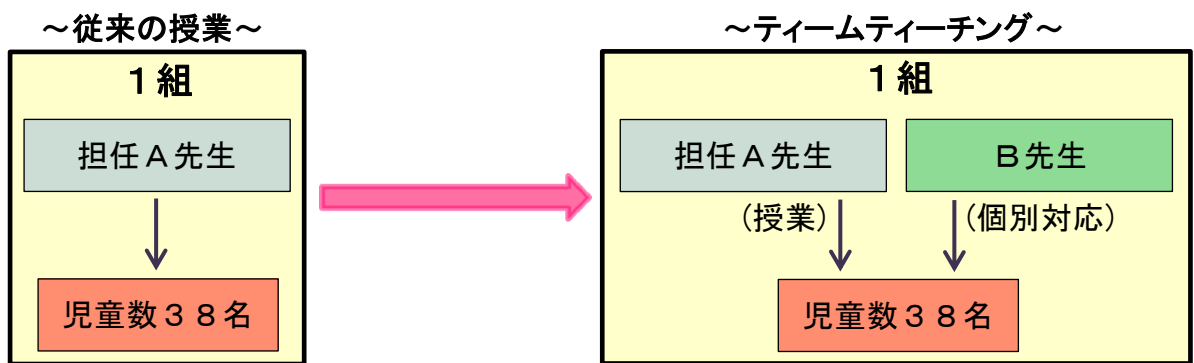 ～従来の授業～
１組
担任Ａ先生
児童数３８名
～ティームティーチング～
１組
担任Ａ先生
Ｂ先生
（授業）
（個別対応）
児童数３８名